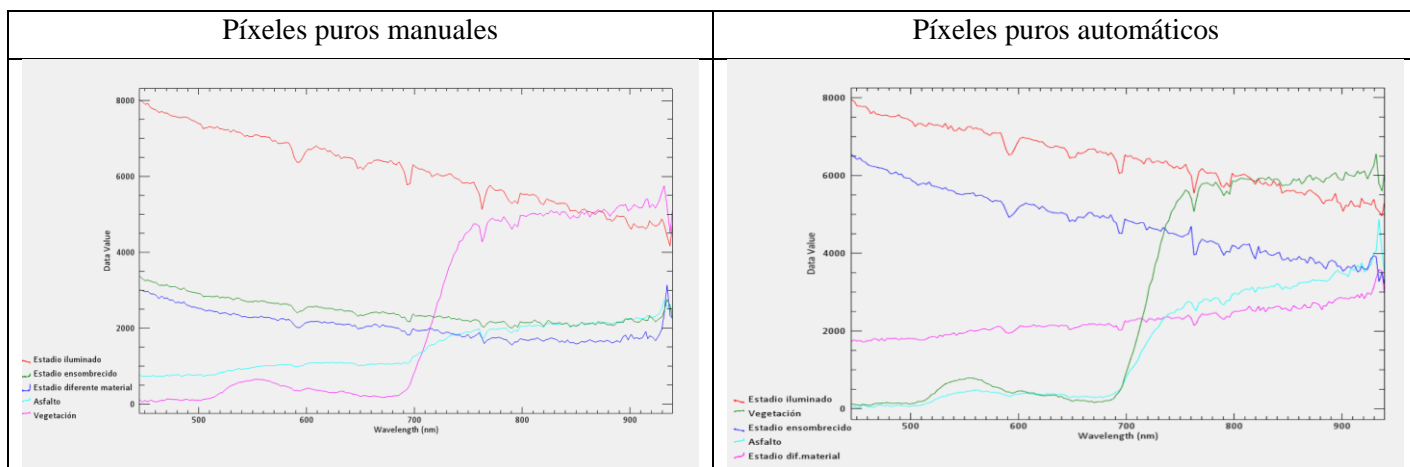 Píxeles puros manuales
Píxeles puros automáticos
8000
6000
4000
2000
0
Data Value
500
600
700
800
900
Wavelength (nm)
Estadio iluminado
Estadio ensombrecido
Estadio diferente material
Asfalto
Vegetación
8000
6000
4000
2000
0
Data Value
500
600
700
800
900
Wavelength (nm)
Estadio iluminado
Vegetación
Estadio ensombrecido
Asfalto
Estadio dif.material